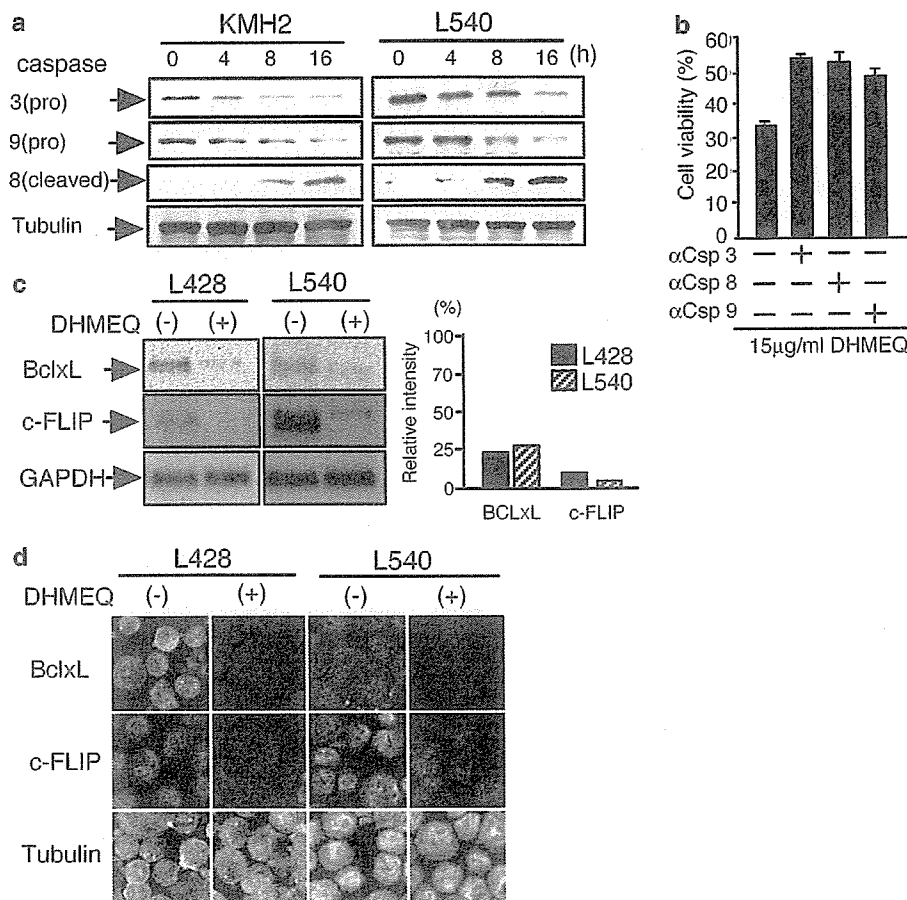 a
KMH2 L540
caspase 0 4 8 16 0 4 8 16 (h)
3(pro)
9(pro)
8(cleaved)
Tubulin
b
Cell viability (%)
60
50
40
30
20
10
0
αCsp 3 — + — —
αCsp 8 — — + —
αCsp 9 — — — +
15μg/ml DHMEQ
c
L428 L540
DHMEQ (-) (+) (-) (+)
BclxL
c-FLIP
GAPDH
(%)
Relative intensity
100
75
50
25
0
L428
L540
BCLxL c-FLIP
d
L428 L540
DHMEQ (-) (+) (-) (+)
BclxL
c-FLIP
Tubulin